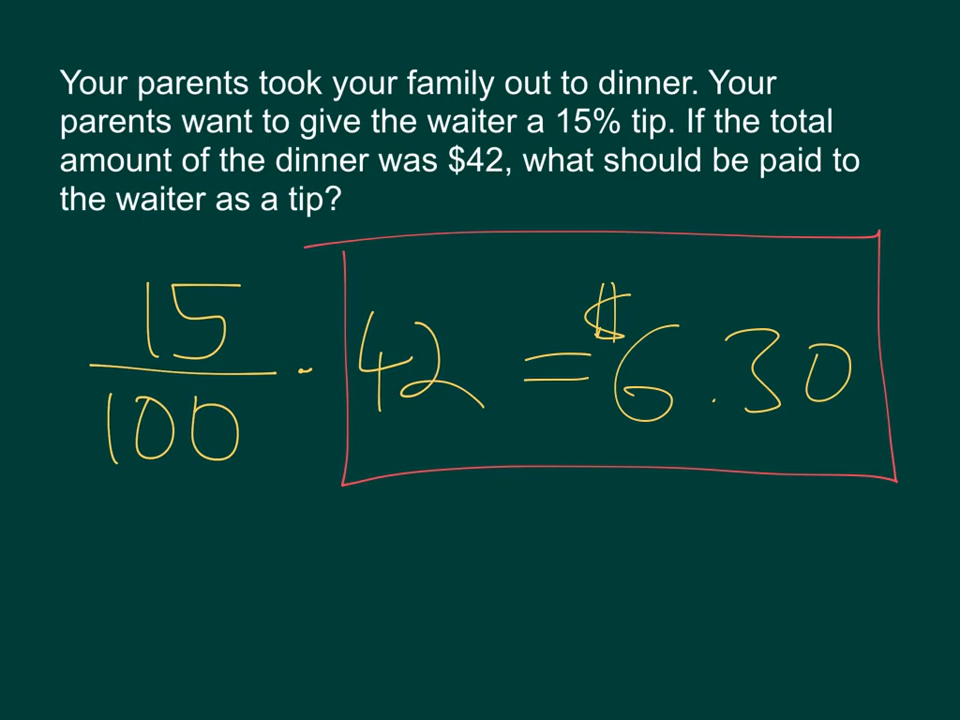 Your parents took your family out to dinner. Your
parents want to give the waiter a 15% tip. If the total
amount of the dinner was $42, what should be paid to
the waiter as a tip?
15
100 · 42 = $6.30